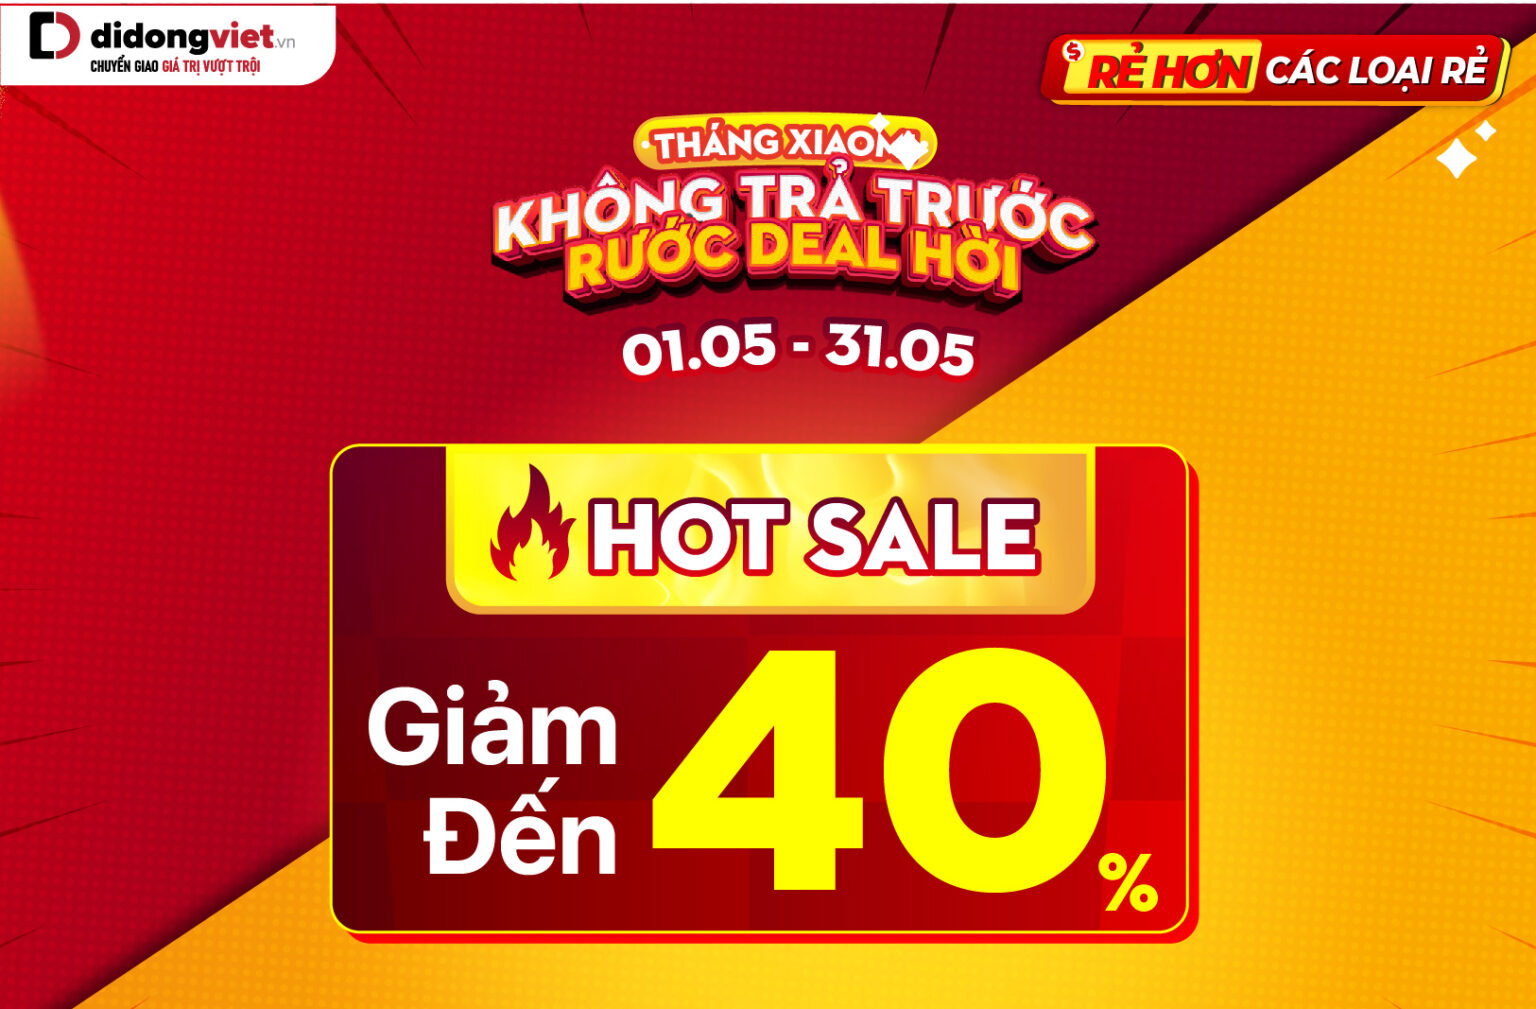 didongviet.vn
CHUYỂN GIAO GIÁ TRỊ VƯỢT TRỘI
RẺ HƠN CÁC LOẠI RẺ
THÁNG XIAOMI
KHÔNG TRẢ TRƯỚC
RƯỚC DEAL HỜI
01.05 - 31.05
HOT SALE
Giảm
Đến
40%